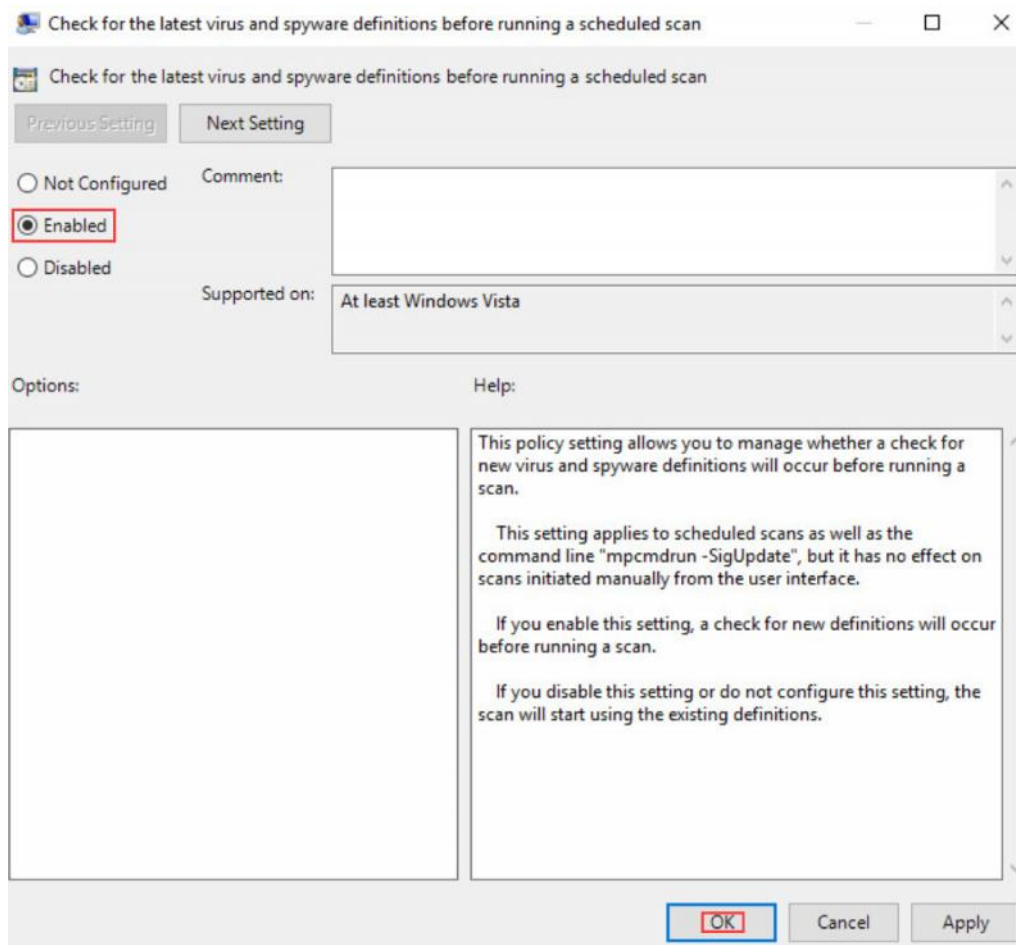 Check for the latest virus and spyware definitions before running a scheduled scan
Check for the latest virus and spyware definitions before running a scheduled scan
Previous Setting
Next Setting
Not Configured
Comment:
Enabled
Disabled
Supported on:
At least Windows Vista
Options:
Help:
This policy setting allows you to manage whether a check for
new virus and spyware definitions will occur before running a
scan.
This setting applies to scheduled scans as well as the
command line "mpcmdrun -SigUpdate", but it has no effect on
scans initiated manually from the user interface.
If you enable this setting, a check for new definitions will occur
before running a scan.
If you disable this setting or do not configure this setting, the
scan will start using the existing definitions.
OK
Cancel
Apply